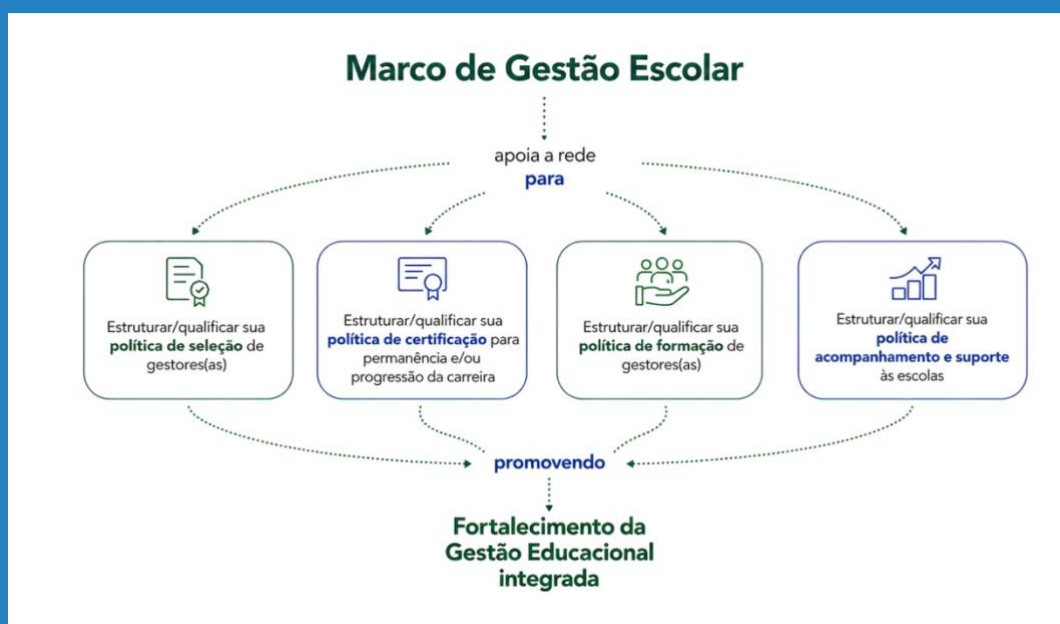 Marco de Gestão Escolar
apoia a rede
para
Estruturar/qualificar sua
política de seleção de
gestores(as)
Estruturar/qualificar sua
política de certificação para
permanência e/ou
progressão da carreira
Estruturar/qualificar sua
política de formação de
gestores(as)
Estruturar/qualificar sua
política de
acompanhamento e suporte
às escolas
promovendo
Fortalecimento da
Gestão Educacional
integrada